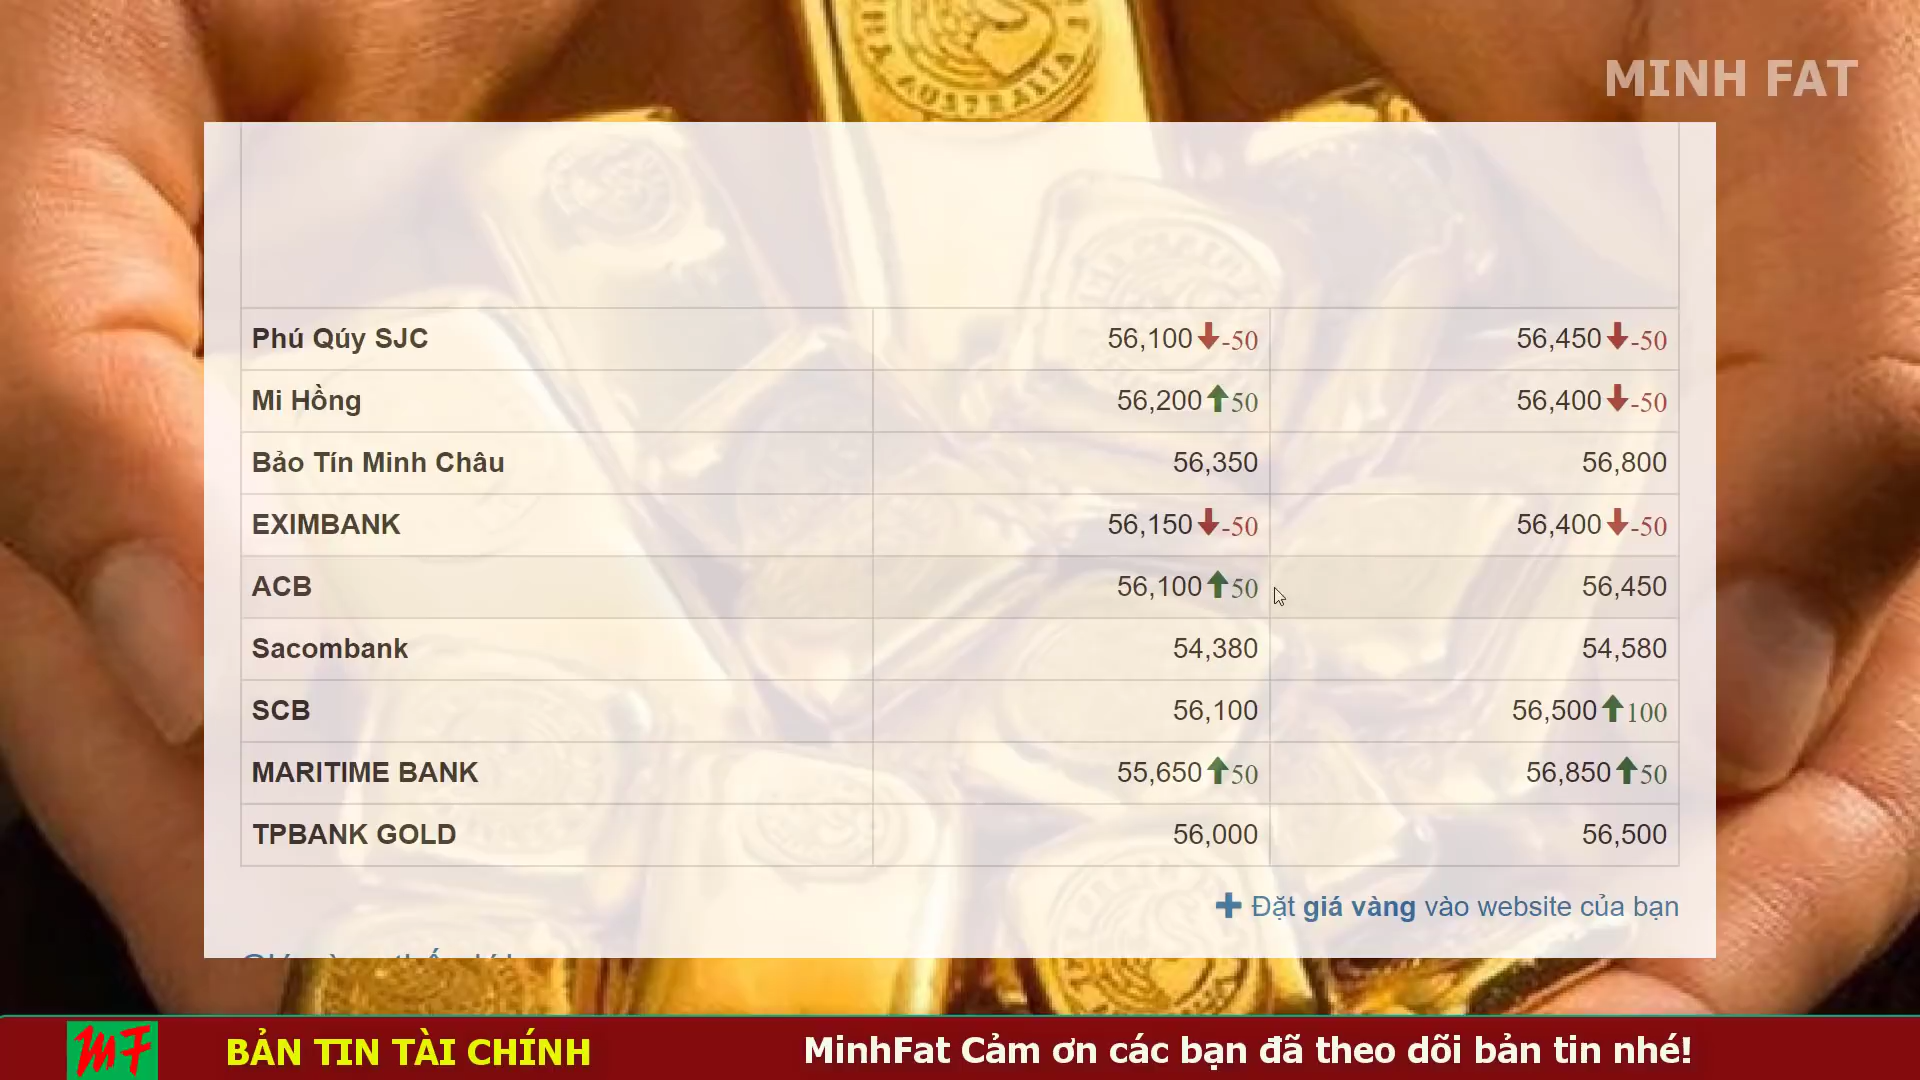 AUSTRALIA
MINH FAT
Phú Qúy SJC 56,100 -50 56,450 -50
Mi Hồng 56,200 50 56,400 -50
Bảo Tín Minh Châu 56,350 56,800
EXIMBANK 56,150 -50 56,400 -50
ACB 56,100 50 56,450
Sacombank 54,380 54,580
SCB 56,100 56,500 100
MARITIME BANK 55,650 50 56,850 50
TPBANK GOLD 56,000 56,500
Đặt giá vàng vào website của bạn
MF BẢN TIN TÀI CHÍNH MinhFat Cảm ơn các bạn đã theo dõi bản tin nhé!